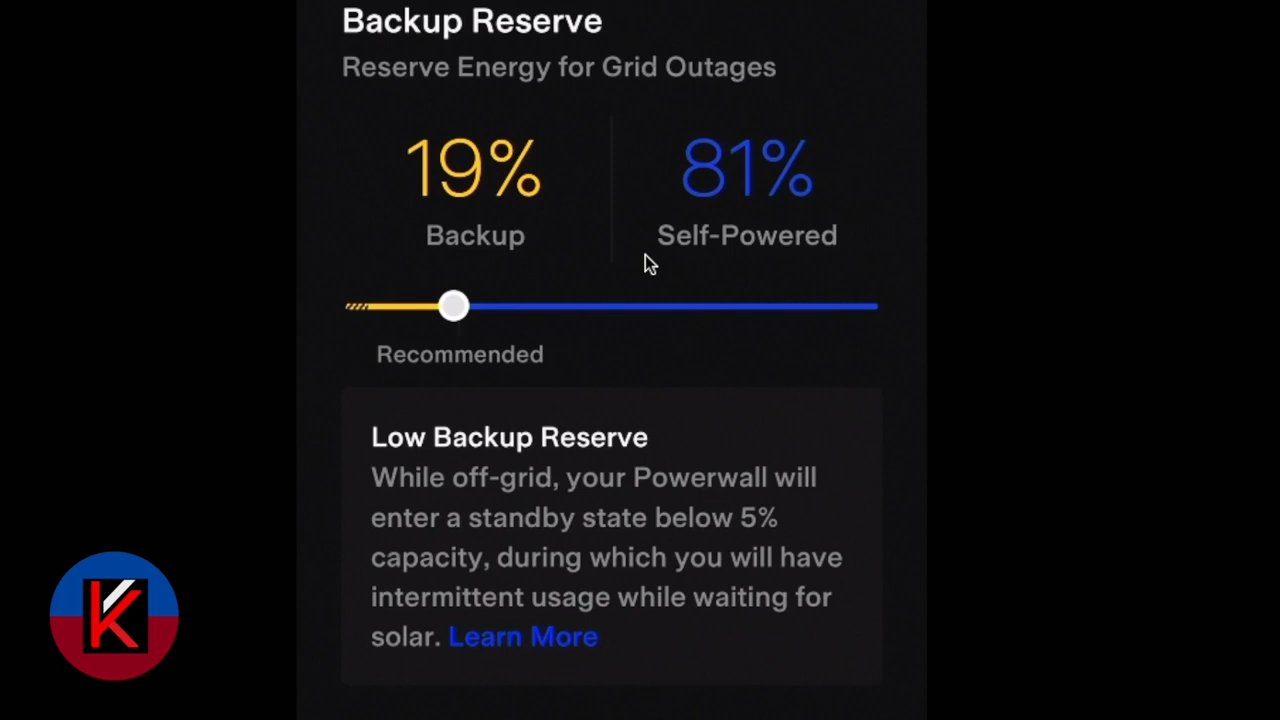 Backup Reserve
Reserve Energy for Grid Outages
19% 81%
Backup Self-Powered
Recommended
Low Backup Reserve
While off-grid, your Powerwall will
enter a standby state below 5%
capacity, during which you will have
intermittent usage while waiting for
solar. Learn More
K